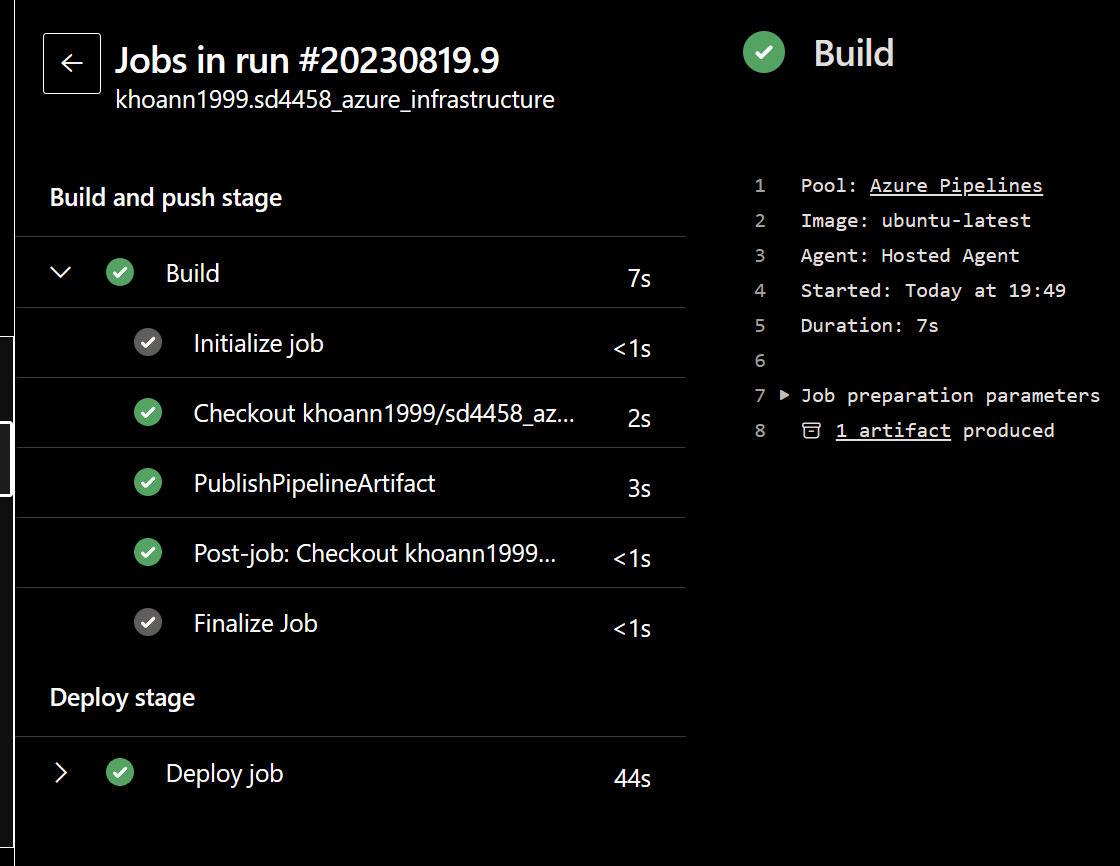 Jobs in run #20230819.9
khoann1999.sd4458_azure_infrastructure
Build and push stage
Build 7s
Initialize job <1s
Checkout khoann1999/sd4458_az... 2s
PublishPipelineArtifact 3s
Post-job: Checkout khoann1999... <1s
Finalize Job <1s
Deploy stage
Deploy job 44s
Build
1 Pool: Azure Pipelines
2 Image: ubuntu-latest
3 Agent: Hosted Agent
4 Started: Today at 19:49
5 Duration: 7s
6
7 Job preparation parameters
8 1 artifact produced